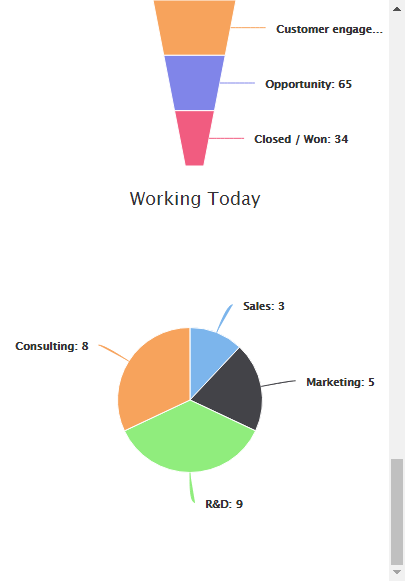 Customer engage...
Opportunity: 65
Closed / Won: 34
Working Today
Sales: 3
Consulting: 8
Marketing: 5
R&D: 9